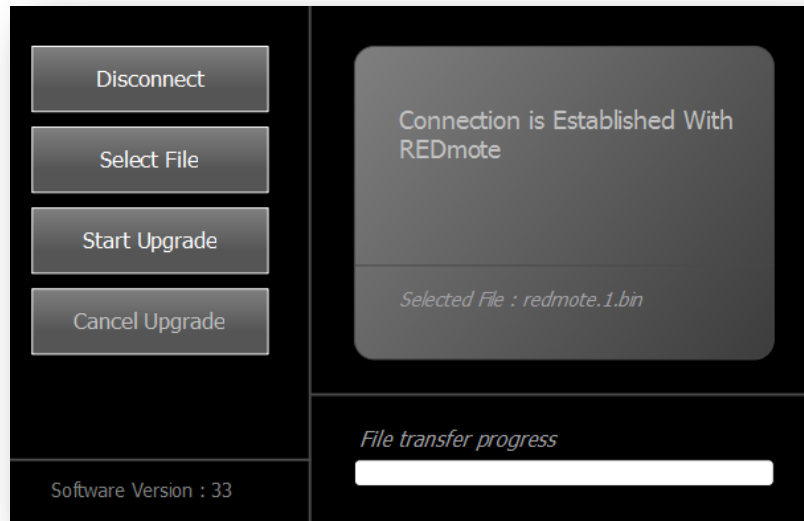 Disconnect
Select File
Start Upgrade
Cancel Upgrade
Software Version : 33
Connection is Established With
REDmote
Selected File : redmote.1.bin
File transfer progress